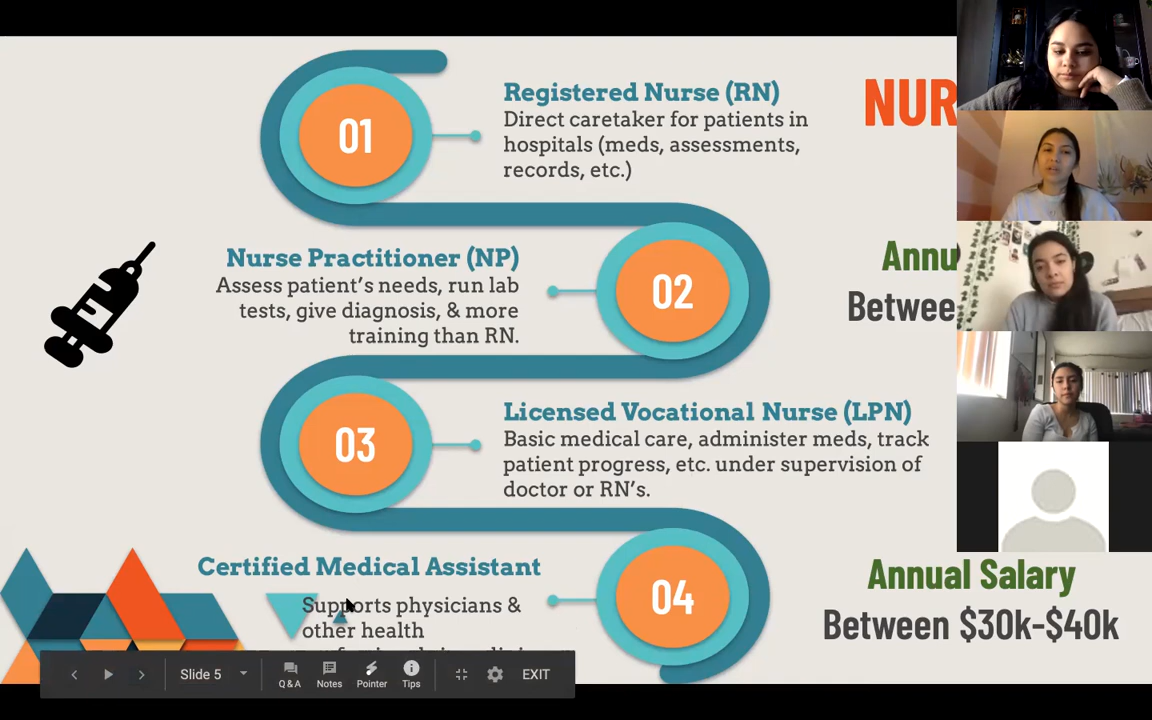 01
Registered Nurse (RN)
Direct caretaker for patients in
hospitals (meds, assessments,
records, etc.)
NUR
Nurse Practitioner (NP)
Assess patient's needs, run lab
tests, give diagnosis, & more
training than RN.
02
Annu
Betwee
03
Licensed Vocational Nurse (LPN)
Basic medical care, administer meds, track
patient progress, etc. under supervision of
doctor or RN's.
Certified Medical Assistant
Supports physicians &
other health
04
Annual Salary
Between $30k-$40k
Slide 5
Q&A
Notes
Pointer
Tips
EXIT